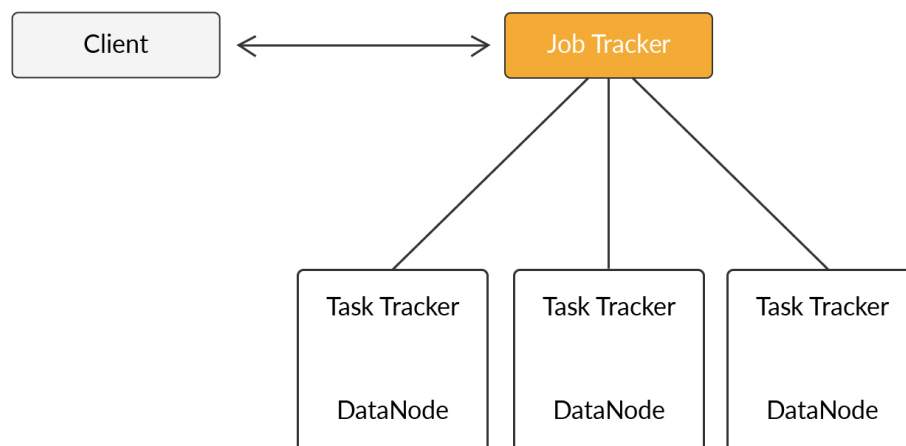 Client
Job Tracker
Task Tracker
Task Tracker
Task Tracker
DataNode
DataNode
DataNode